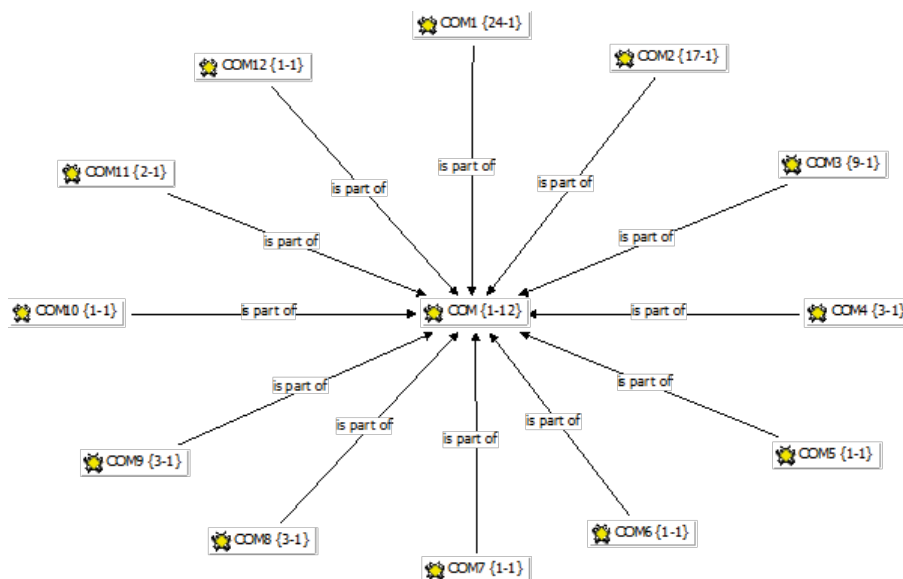 COM1 {24-1}
COM12 {1-1}
COM2 {17-1}
is part of
is part of
is part of
COM11 {2-1}
COM3 {9-1}
is part of
is part of
COM10 {1-1}
is part of
COM {1-12}
is part of
COM4 {3-1}
is part of
is part of
is part of
is part of
is part of
COM9 {3-1}
COM5 {1-1}
COM8 {3-1}
COM6 {1-1}
COM7 {1-1}